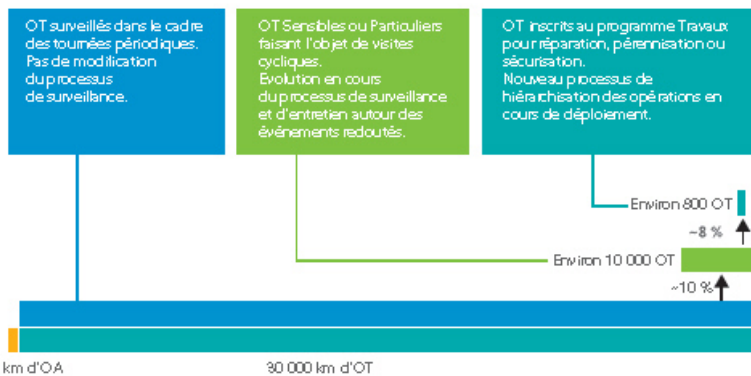 OT surveillés dans le cadre
des tournées périodiques.
Pas de modification
du processus
de surveillance.
OT Sensibles ou Particuliers
faisant l'objet de visites
cycliques.
Evolution en cours
du processus de surveillance
et d'entretien autour des
événements redoutés.
OT inscrits au programme Travaux
pour réparation, pérennisation ou
sécurisation.
Nouveau processus de
hiérarchisation des opérations en
cours de déploiement.
Environ 800 OT
~8 %
Environ 10 000 OT
~10 %
km d'OA
30 000 km d'OT